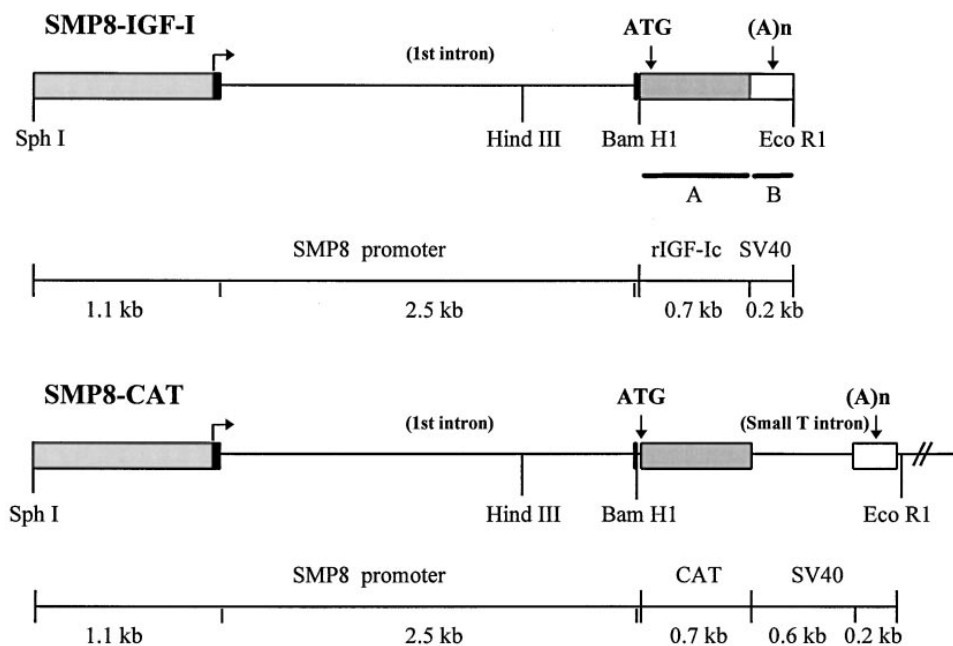 SMP8-IGF-I
ATG (A)n
(1st intron)
Sph I Hind III Bam H1 Eco R1
A B
SMP8 promoter rIGF-Ic SV40
1.1 kb 2.5 kb 0.7 kb 0.2 kb
SMP8-CAT
ATG (A)n
(1st intron) (Small T intron)
Sph I Hind III Bam H1 Eco R1
SMP8 promoter CAT SV40
1.1 kb 2.5 kb 0.7 kb 0.6 kb 0.2 kb